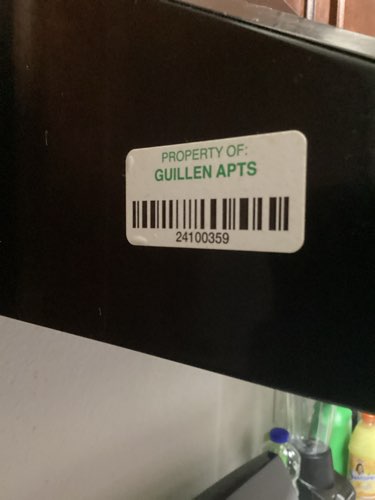 PROPERTY OF:
GUILLEN APTS
24100359